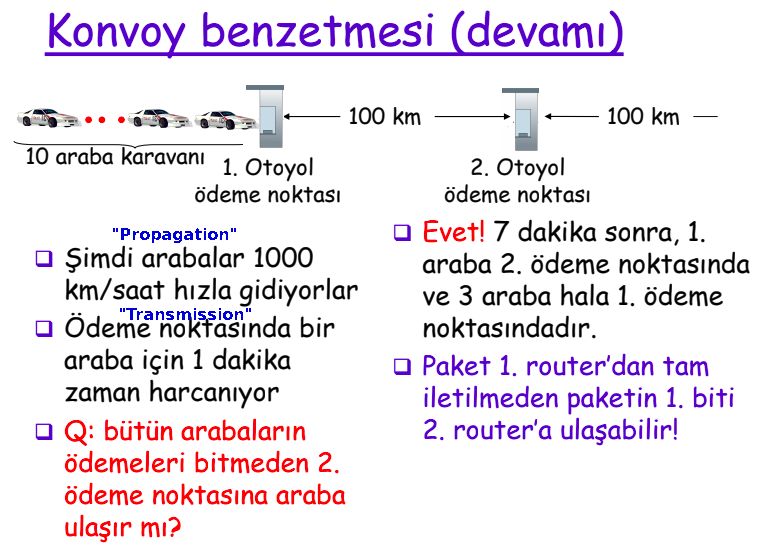 Konvoy benzetmesi (devamı)
100 km
100 km
10 araba karavanı
1. Otoyol
ödeme noktası
2. Otoyol
ödeme noktası
"Propagation"
Şimdi arabalar 1000
km/saat hızla gidiyorlar
"Transmission"
Ödeme noktasında bir
araba için 1 dakika
zaman harcanıyor
Q: bütün arabaların
ödemeleri bitmeden 2.
ödeme noktasına araba
ulaşır mı?
Evet! 7 dakika sonra, 1.
araba 2. ödeme noktasında
ve 3 araba hala 1. ödeme
noktasındadır.
Paket 1. router’dan tam
iletilmeden paketin 1. biti
2. router’a ulaşabilir!